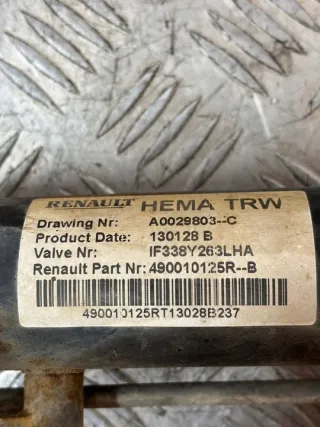 RENAULT HEMA TRW
Drawing Nr: A0029803--C
Product Date: 130128 B
Valve Nr: IF338Y263LHA
Renault Part Nr: 490010125R--B
490010125RT13028B237